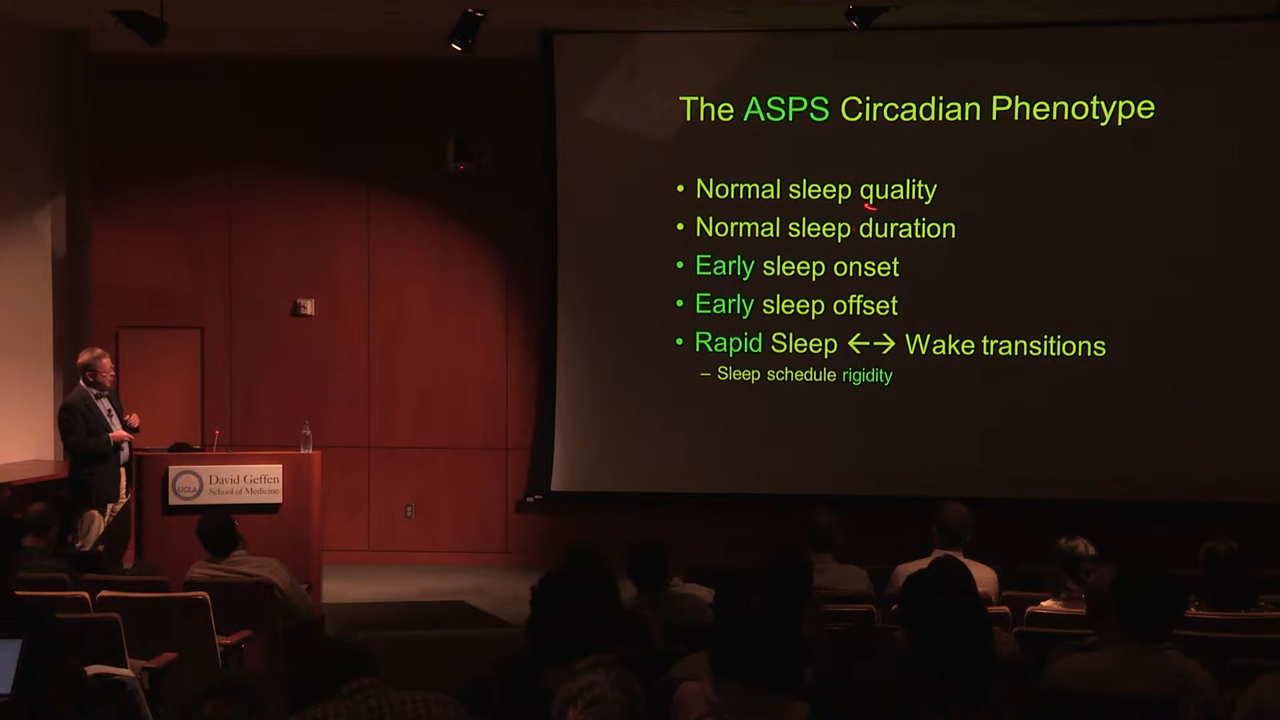 The ASPS Circadian Phenotype
• Normal sleep quality
• Normal sleep duration
• Early sleep onset
• Early sleep offset
• Rapid Sleep ←→ Wake transitions
– Sleep schedule rigidity
David Geffen
School of Medicine
UCLA